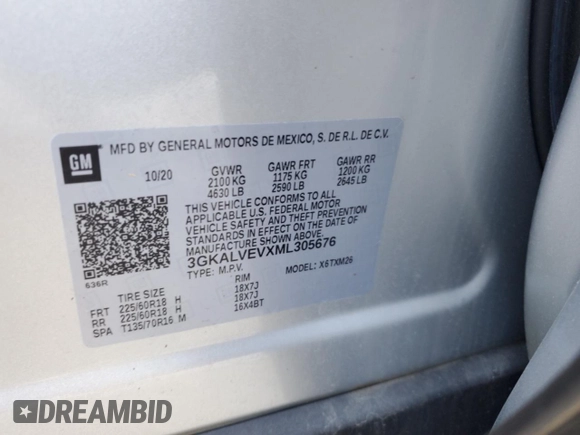 GM
MFD BY GENERAL MOTORS DE MEXICO, S. DE R.L. DE C.V.
10/20 GVWR GAWR FRT GAWR RR
2100 KG 1175 KG 1200 KG
4630 LB 2590 LB 2645 LB
THIS VEHICLE CONFORMS TO ALL
APPLICABLE U.S. FEDERAL MOTOR
VEHICLE SAFETY AND THEFT PREVENTION
STANDARDS IN EFFECT ON THE DATE OF
MANUFACTURE SHOWN ABOVE.
3GKALVEVXML305676
636R
TYPE: M.P.V. MODEL: X6TXM26
TIRE SIZE RIM
FRT 225/60R18 H 18X7J
RR 225/60R18 H 18X7J
SPA T135/70R16 M 16X4BT
DREAMBID